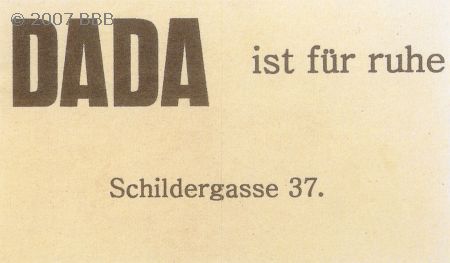 © 2007 BBB
DADA ist für ruhe
Schildergasse 37.